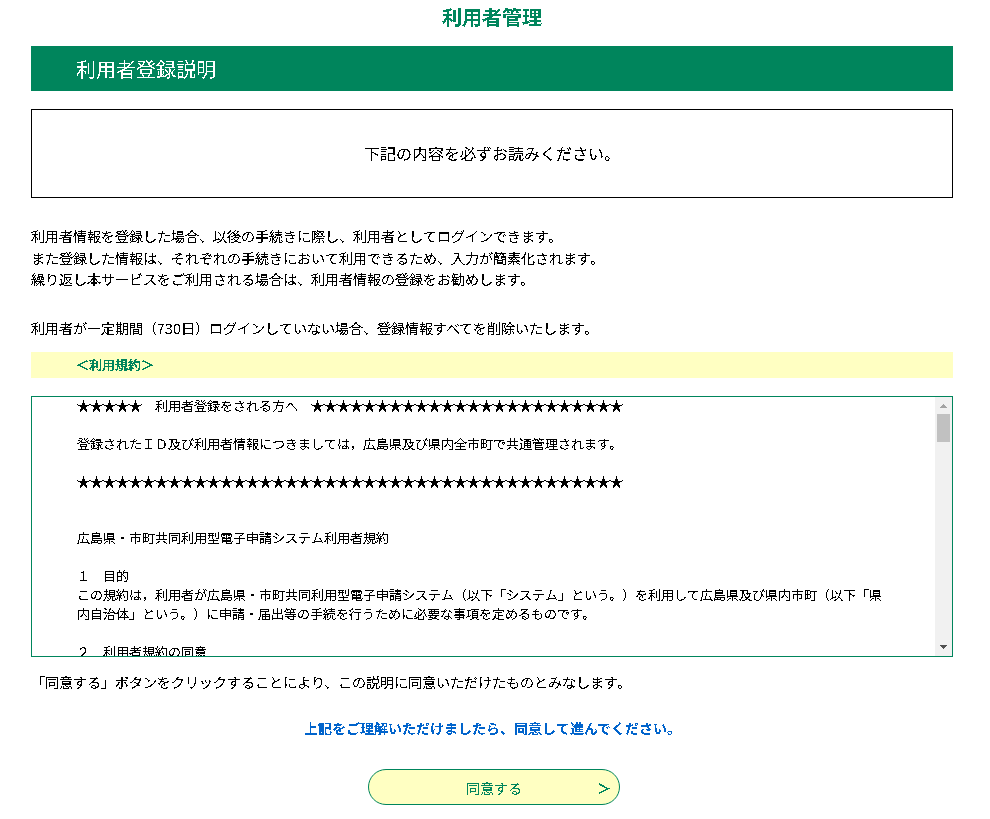 利用者管理
利用者登録説明
下記の内容を必ずお読みください。
利用者情報を登録した場合、以後の手続きに際し、利用者としてログインできます。
また登録した情報は、それぞれの手続きにおいて利用できるため、入力が簡素化されます。
繰り返し本サービスをご利用される場合は、利用者情報の登録をお勧めします。
利用者が一定期間（730日）ログインしていない場合、登録情報すべてを削除いたします。
＜利用規約＞
★★★★★　利用者登録をされる方へ　★★★★★★★★★★★★★★★★★★★★★★★★
登録されたＩＤ及び利用者情報につきましては，広島県及び県内全市町で共通管理されます。
★★★★★★★★★★★★★★★★★★★★★★★★★★★★★★★★★★★★★★★★★★
広島県・市町共同利用型電子申請システム利用者規約
１　目的
この規約は，利用者が広島県・市町共同利用型電子申請システム（以下「システム」という。）を利用して広島県及び県内市町（以下「県
内自治体」という。）に申請・届出等の手続を行うために必要な事項を定めるものです。
２　利用者規約の同意
「同意する」ボタンをクリックすることにより、この説明に同意いただけたものとみなします。
上記をご理解いただけましたら、同意して進んでください。
同意する　＞